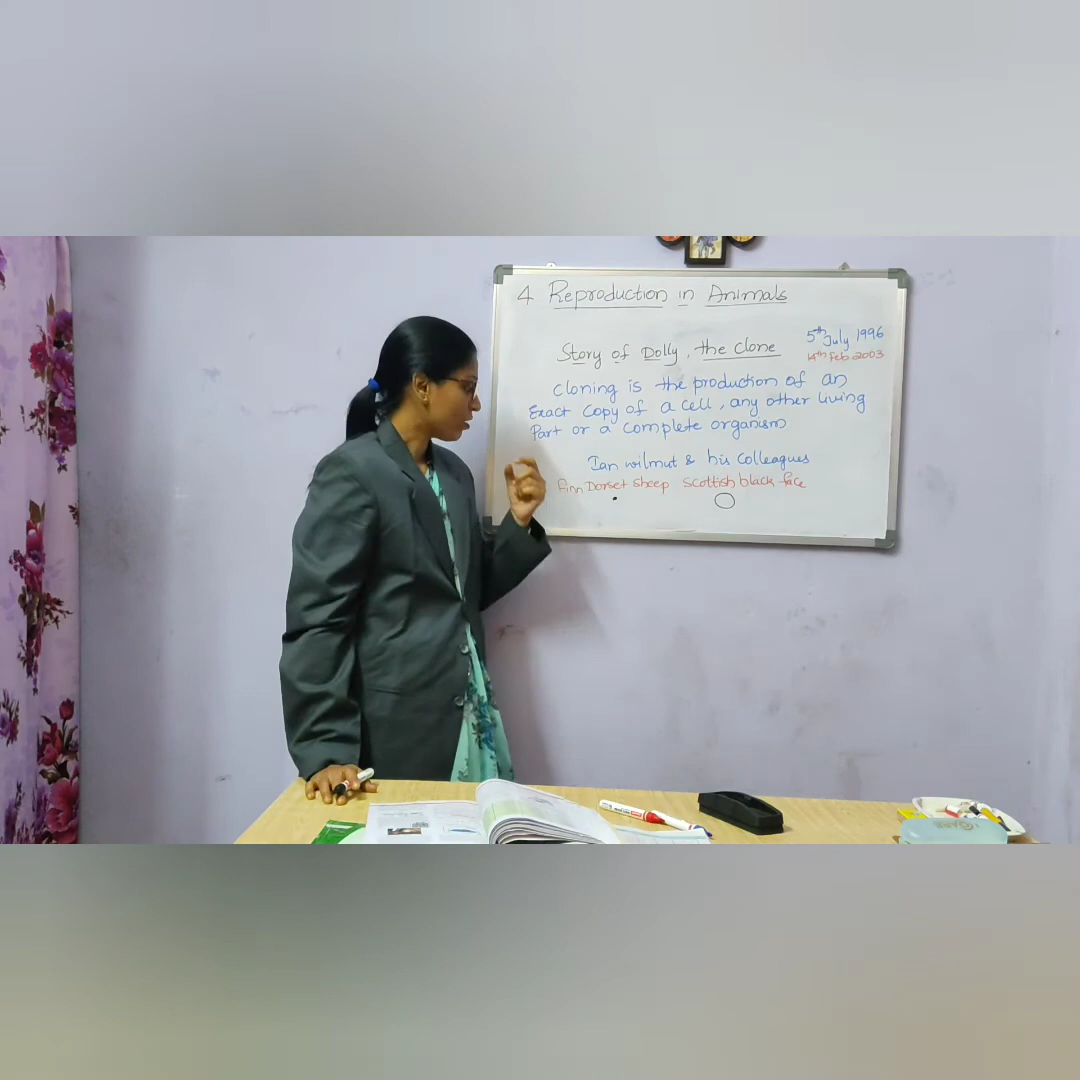 4 Reproduction in Animals
5th July 1996
Story of Dolly, the clone
14th Feb 2003
Cloning is the production of an
Exact copy of a cell, any other living
Part or a complete organism
Ian wilmut & his colleagues
finn Dorset sheep Scottish black face